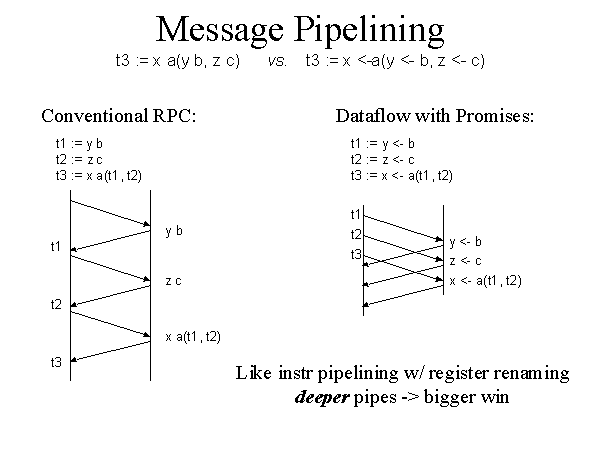 Message Pipelining
t3 := x a(y b, z c) vs. t3 := x <-a(y <- b, z <- c)
Conventional RPC:
t1 := y b
t2 := z c
t3 := x a(t1, t2)
y b
t1
z c
t2
x a(t1, t2)
t3
Dataflow with Promises:
t1 := y <- b
t2 := z <- c
t3 := x <- a(t1, t2)
t1
t2
y <- b
t3
z <- c
x <- a(t1, t2)
Like instr pipelining w/ register renaming
deeper pipes -> bigger win